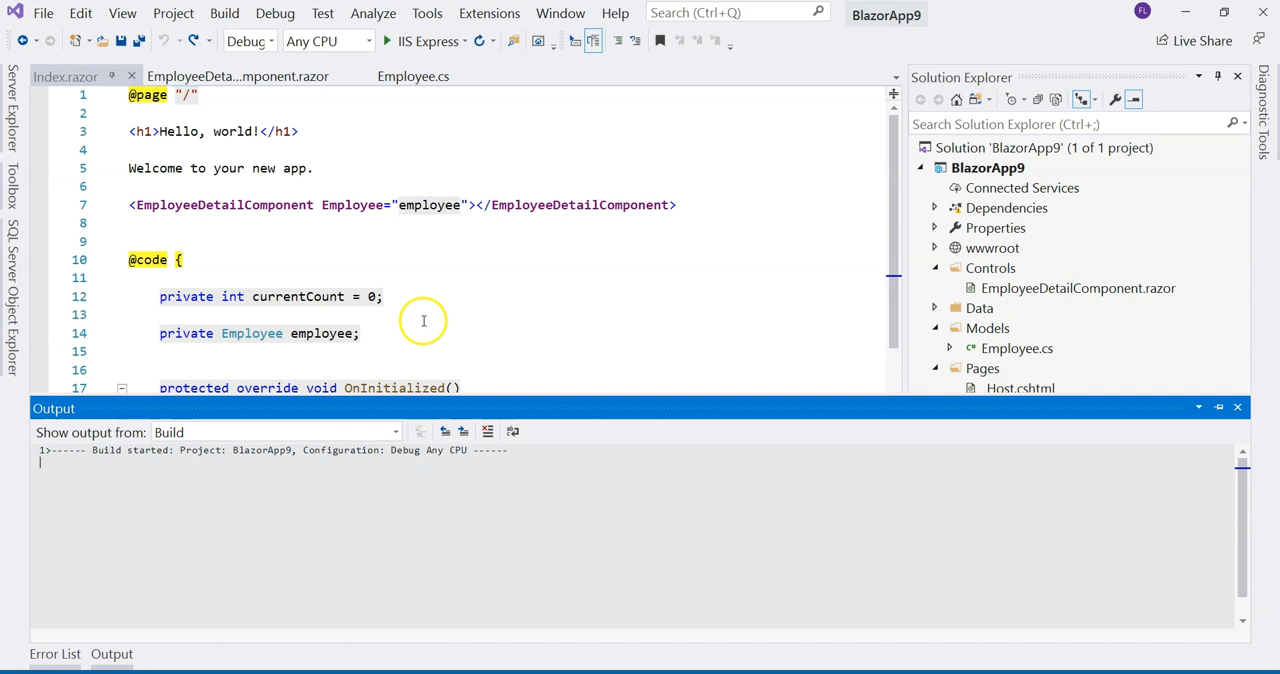 File Edit View Project Build Debug Test Analyze Tools Extensions Window Help Search (Ctrl+Q) BlazorApp9 FL
Debug Any CPU IIS Express Live Share
Server Explorer
Toolbox
SQL Server Object Explorer
Index.razor EmployeeDeta...mponent.razor Employee.cs
1 @page "/"
2
3 <h1>Hello, world!</h1>
4
5 Welcome to your new app.
6
7 <EmployeeDetailComponent Employee="employee"></EmployeeDetailComponent>
8
9
10 @code {
11
12 private int currentCount = 0;
13
14 private Employee employee;
15
16
17 protected override void OnInitialized()
Solution Explorer
Search Solution Explorer (Ctrl+;)
Solution 'BlazorApp9' (1 of 1 project)
BlazorApp9
Connected Services
Dependencies
Properties
wwwroot
Controls
EmployeeDetailComponent.razor
Data
Models
C# Employee.cs
Pages
_Host.cshtml
Diagnostic Tools
Output
Show output from: Build
1>------ Build started: Project: BlazorApp9, Configuration: Debug Any CPU ------
Error List Output